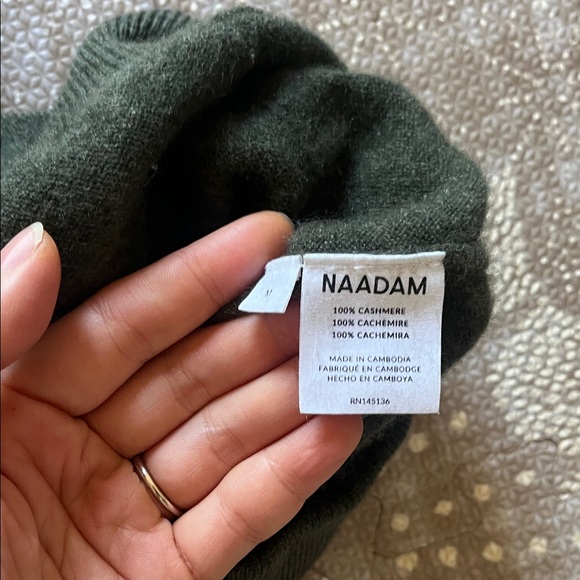 NAADAM
100% CASHMERE
100% CACHEMIRE
100% CACHEMIRA
MADE IN CAMBODIA
FABRIQUÉ EN CAMBODGE
HECHO EN CAMBOYA
RN145136